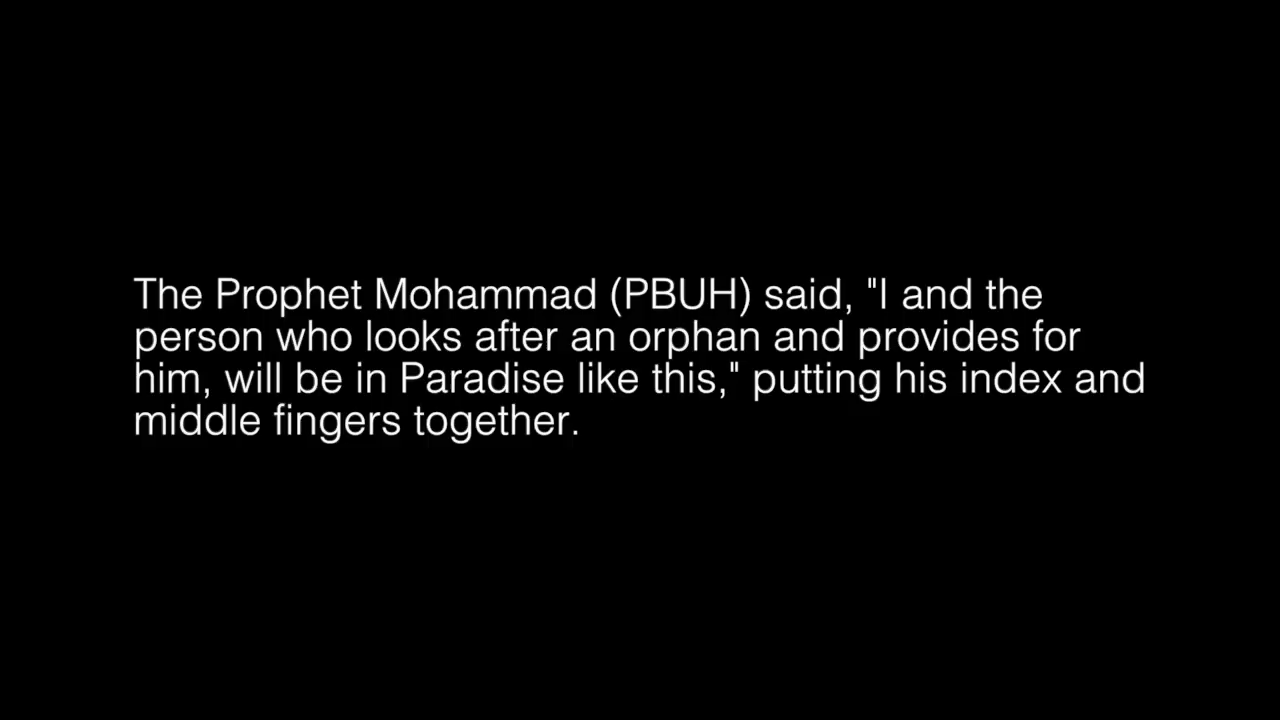 The Prophet Mohammad (PBUH) said, "I and the
person who looks after an orphan and provides for
him, will be in Paradise like this," putting his index and
middle fingers together.